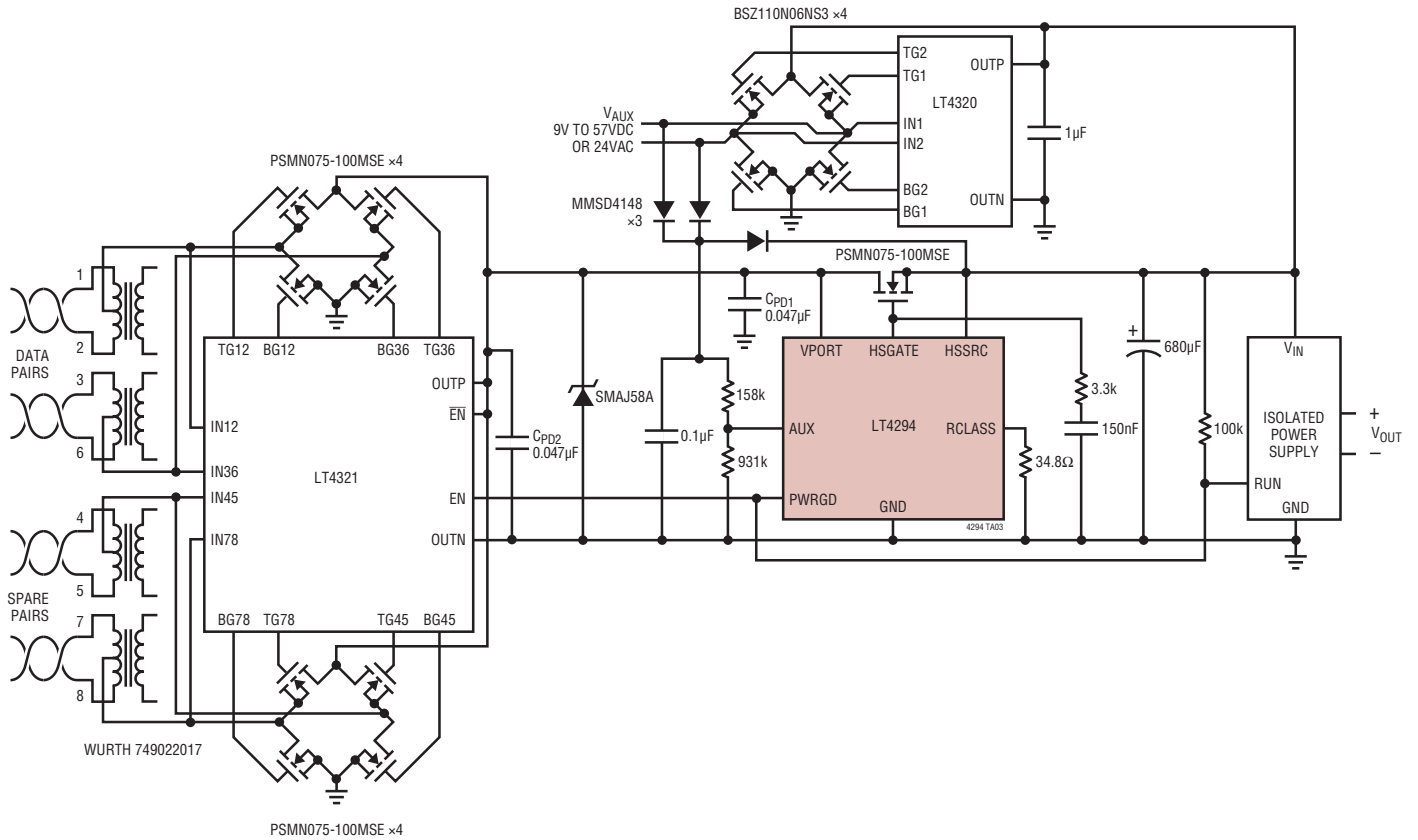 BSZ110N06NS3 ×4
TG2
TG1
OUTP
LT4320
IN1
IN2
BG2
BG1
OUTN
1µF
VAUX
9V TO 57VDC
OR 24VAC
MMSD4148
×3
PSMN075-100MSE ×4
PSMN075-100MSE
1
2
DATA
PAIRS
3
6
4
5
SPARE
PAIRS
7
8
WURTH 749022017
TG12
BG12
BG36
TG36
OUTP
EN
IN12
IN36
IN45
IN78
LT4321
EN
OUTN
BG78
TG78
TG45
BG45
PSMN075-100MSE ×4
CPD2
0.047µF
SMAJ58A
CPD1
0.047µF
0.1µF
158k
931k
VPORT
HSGATE
HSSRC
AUX
LT4294
RCLASS
PWRGD
GND
4294 TA03
34.8Ω
3.3k
150nF
+
680µF
100k
VIN
ISOLATED
POWER
SUPPLY
RUN
GND
+
VOUT
−